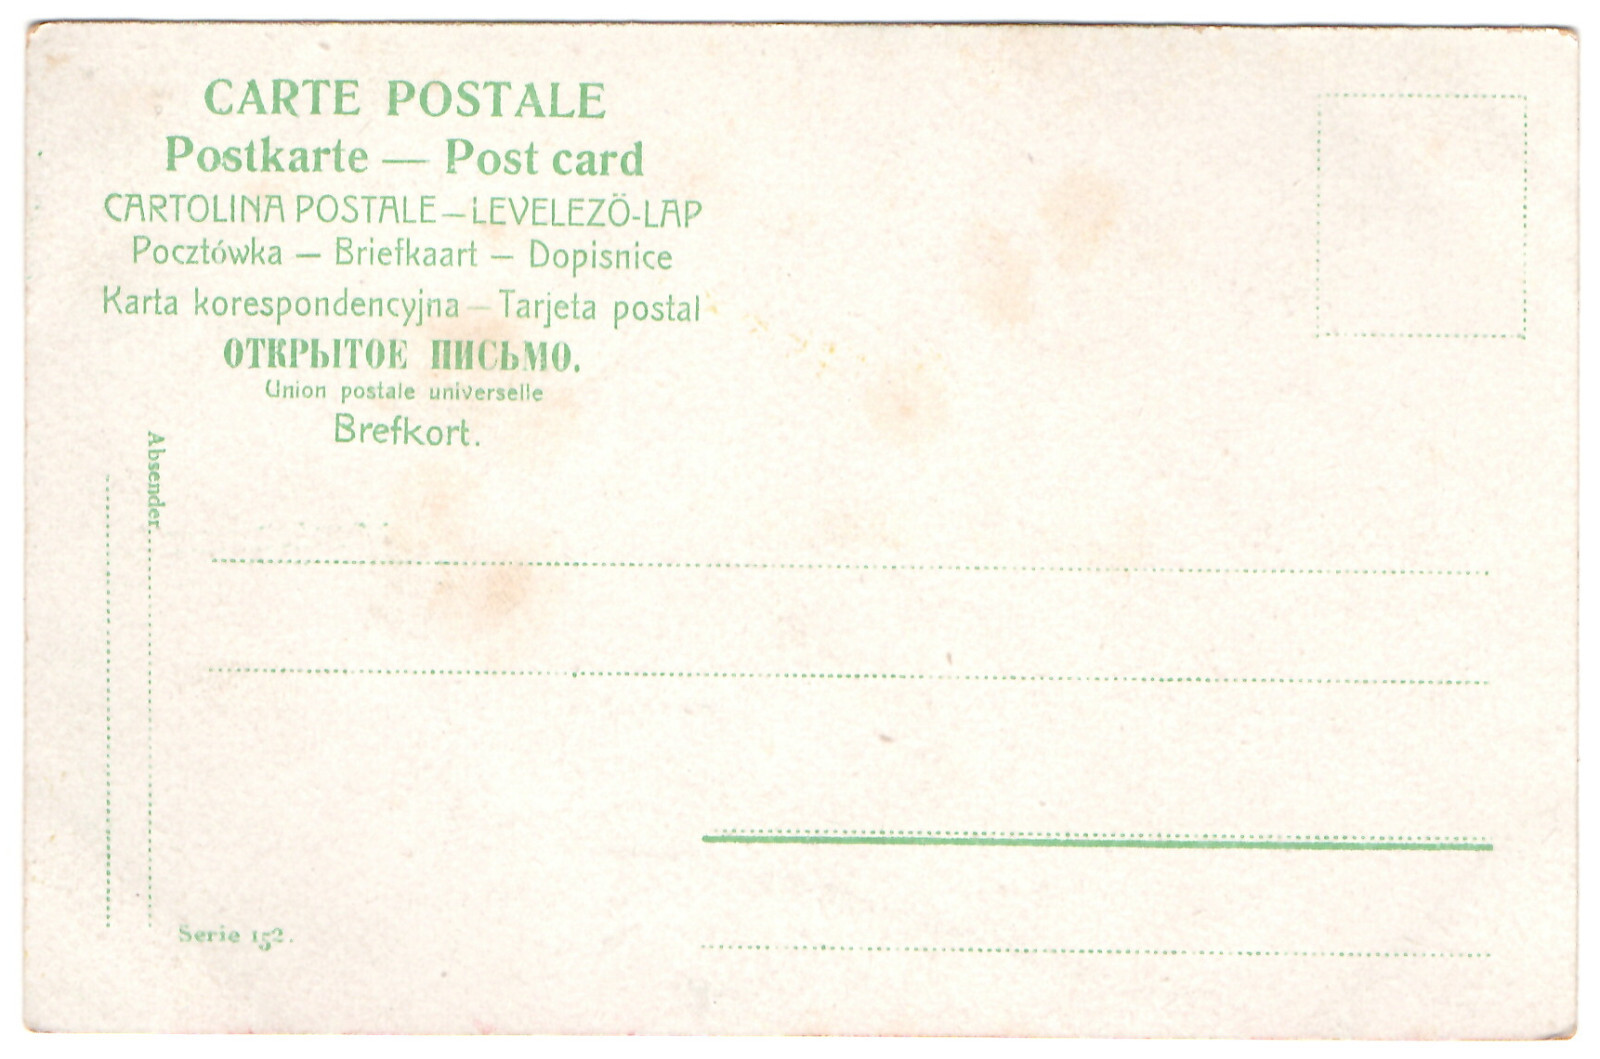 CARTE POSTALE
Postkarte — Post card
CARTOLINA POSTALE — LEVELEZÖ-LAP
Pocztówka — Briefkaart — Dopisnice
Karta korespondencyjna — Tarjeta postal
ОТКРЫТОЕ ПИСЬМО.
Union postale universelle
Brefkort.
Absender.
Serie 152.